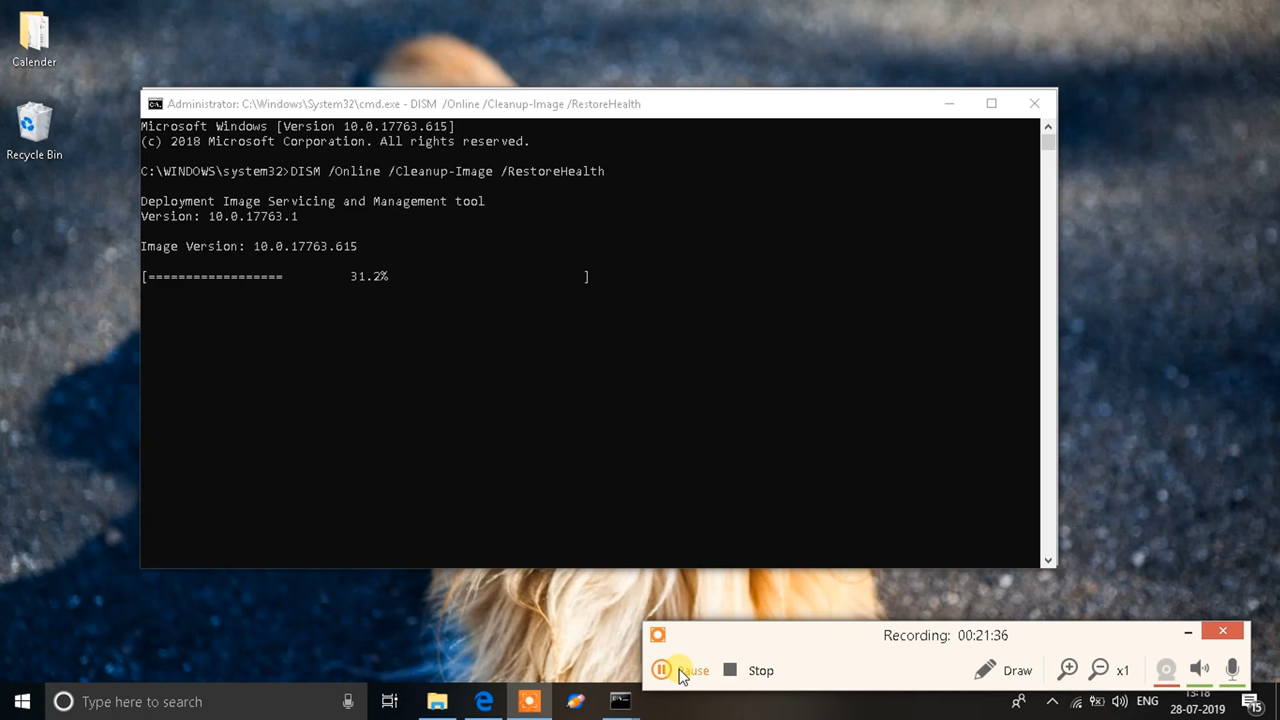 Calender
Recycle Bin
Administrator: C:\Windows\System32\cmd.exe - DISM /Online /Cleanup-Image /RestoreHealth
Microsoft Windows [Version 10.0.17763.615]
(c) 2018 Microsoft Corporation. All rights reserved.
C:\WINDOWS\system32>DISM /Online /Cleanup-Image /RestoreHealth
Deployment Image Servicing and Management tool
Version: 10.0.17763.1
Image Version: 10.0.17763.615
[================== 31.2% ]
Recording: 00:21:36
Pause Stop Draw x1
Type here to search
ENG
13:18
28-07-2019
15